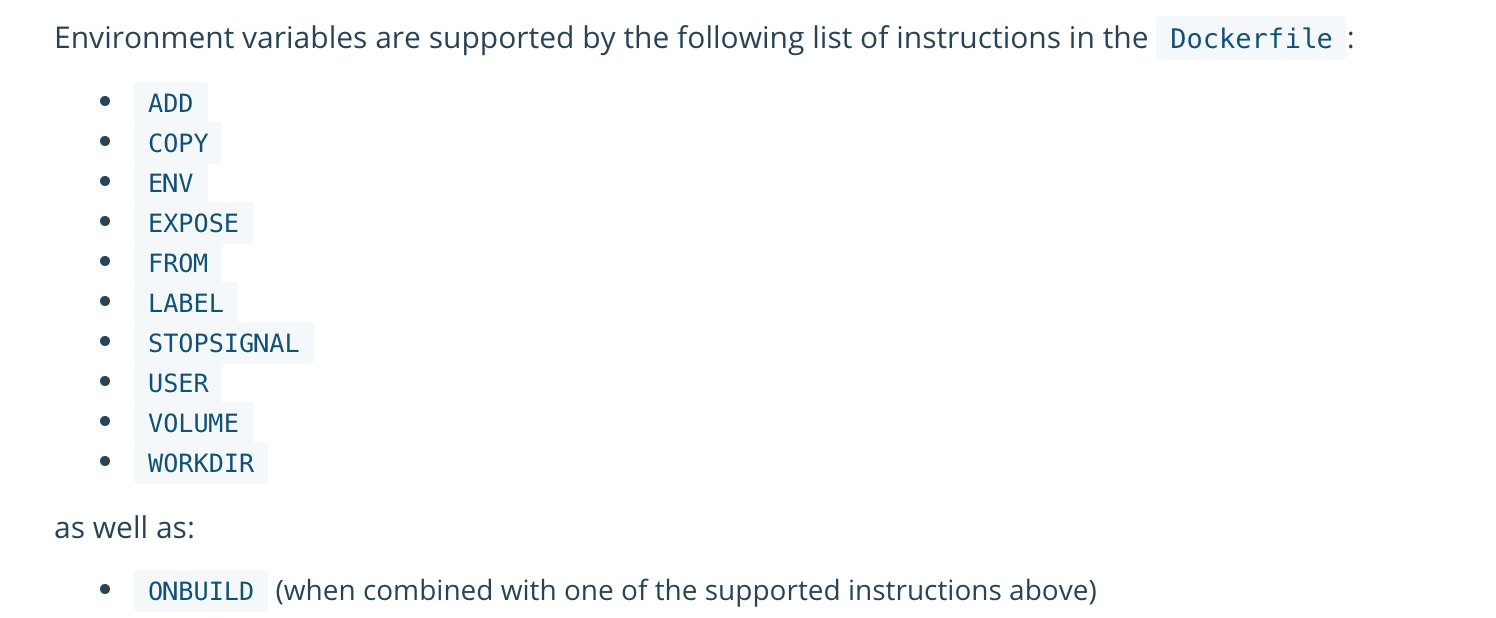 Environment variables are supported by the following list of instructions in the Dockerfile :
• ADD
• COPY
• ENV
• EXPOSE
• FROM
• LABEL
• STOPSIGNAL
• USER
• VOLUME
• WORKDIR
as well as:
• ONBUILD (when combined with one of the supported instructions above)